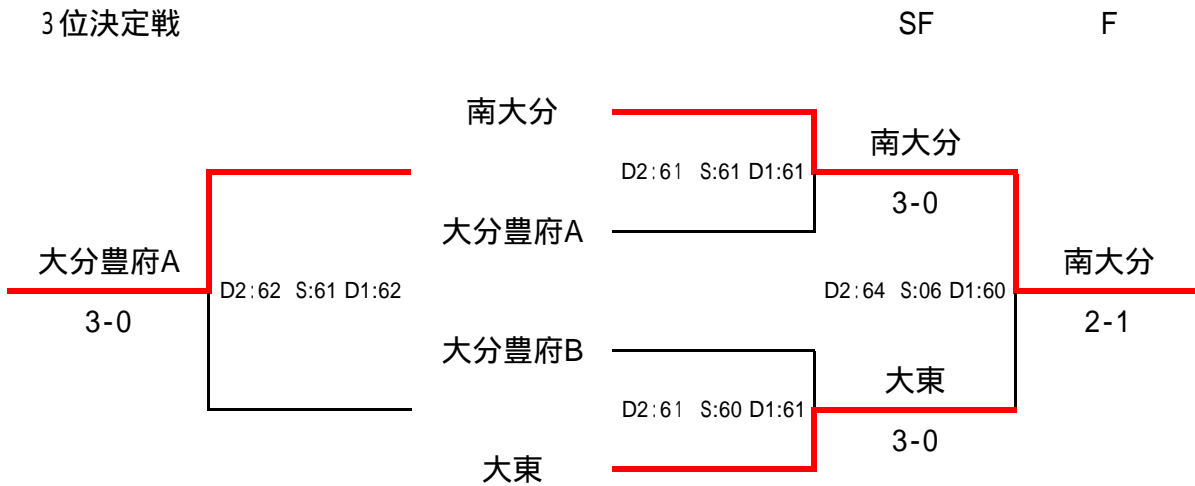 3位決定戦 SF F
南大分
南大分
D2:61 S:61 D1:61
3-0
大分豊府A
大分豊府A
南大分
D2:62 S:61 D1:62
D2:64 S:06 D1:60
3-0
2-1
大分豊府B
大東
D2:61 S:60 D1:61
3-0
大東